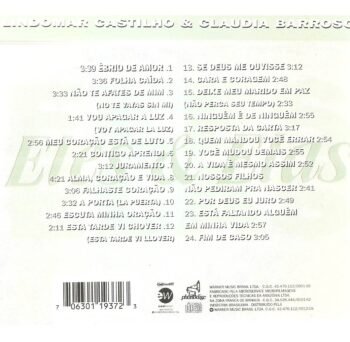 LINDOMAR CASTILHO & CLAUDIA BARROSO
3:39 ÉBRIO DE AMOR .1
3:36 FOLHA CAÍDA .2
3:33 NÃO TE AFATES DE MIM .3
(NO TE VAYAS SIN MI)
1:41 VOU APAGAR A LUZ .4
(VOY APAGAR LA LUZ)
2:56 MEU CORAÇÃO ESTÁ DE LUTO .5
2:21 CONTIGO APRENDI .6
3:12 JURAMENTO .7
4:21 ALMA, CORAÇÃO E VIDA .8
3:06 FALHASTE CORAÇÃO .9
3:32 A PORTA (LA PUERTA) .10
2:46 ESCUTA MINHA ORAÇÃO .11
2:11 ESTA TARDE VI CHOVER .12
(ESTA TARDE VI LLOVER)
13. SE DEUS ME OUVISSE 3:12
14. CARA E CORAGEM 2:48
15. DEIXE MEU MARIDO EM PAZ
(NÃO PERCA SEU TEMPO) 2:33
16. NINGUÉM É DE NINGUÉM 2:55
17. RESPOSTA DA CARTA 3:17
18. QUEM MANDOU VOCÊ ERRAR 2:54
19. VOCÊ MUDOU DEMAIS 2:55
20. A VIDA É MESMO ASSIM 2:52
21. NOSSOS FILHOS
NÃO PEDIRAM PRA NASCER 2:41
22. POR DEUS EU JURO 2:49
23. ESTÁ FALTANDO ALGUÉM
EM MINHA VIDA 2:57
24. FIM DE CASO 3:05
7 06301 19372 3